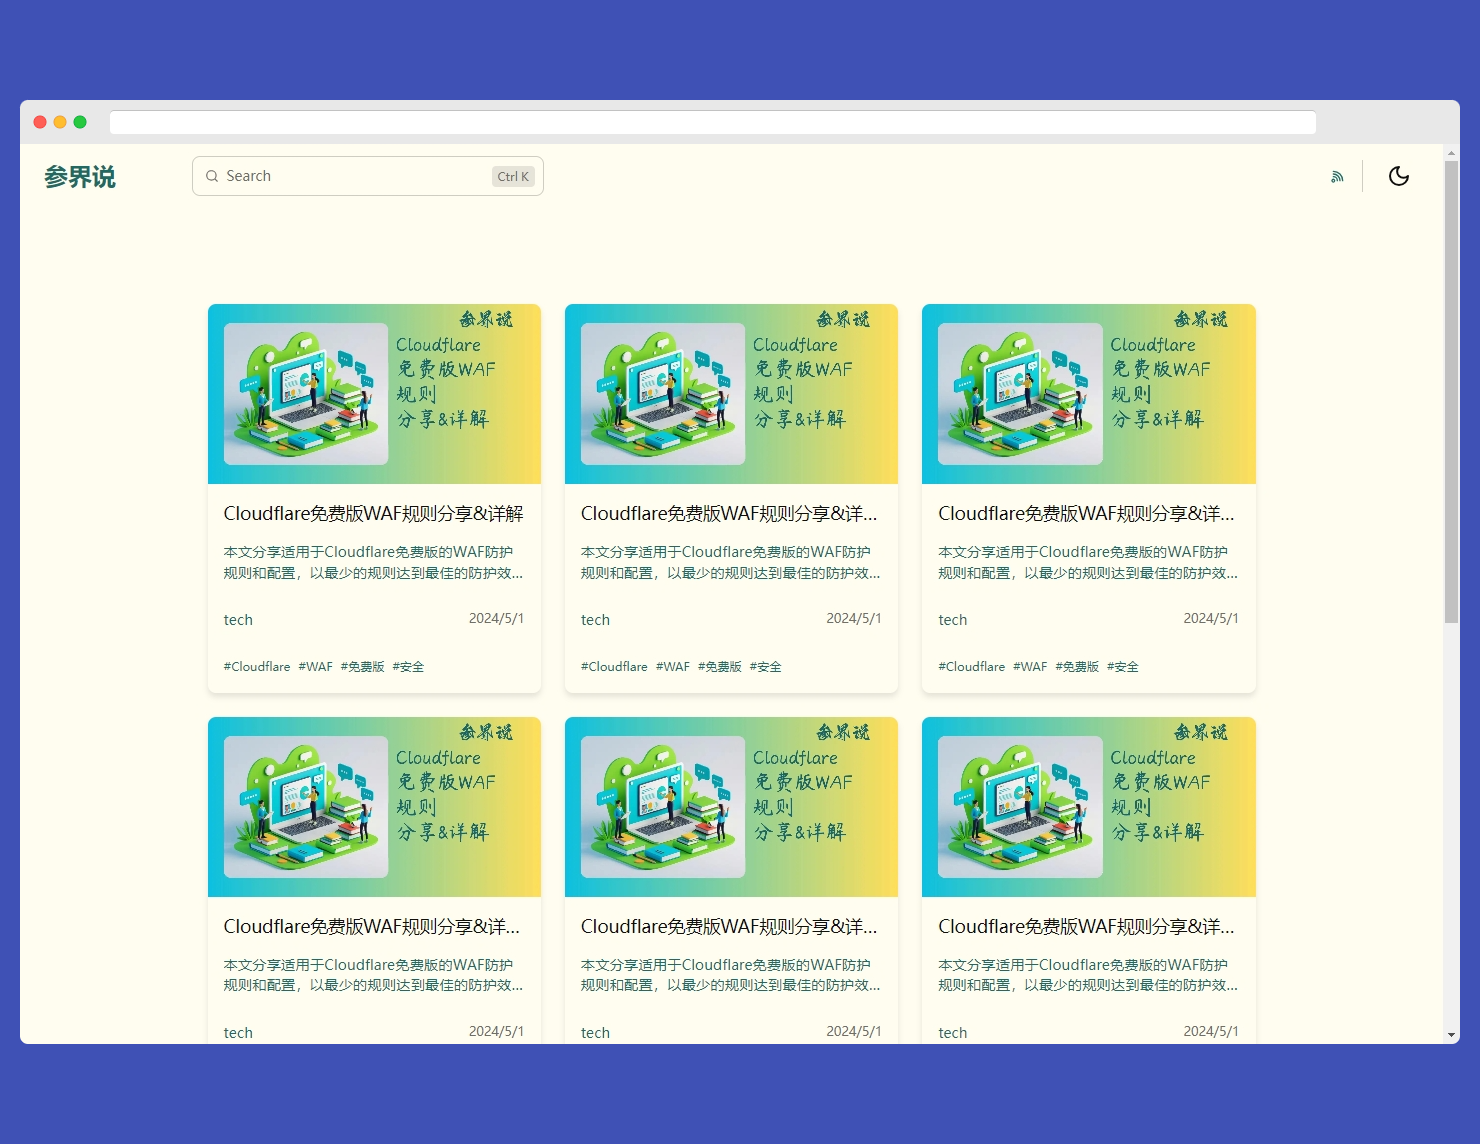 参界说
Search
Ctrl K
参界说
Cloudflare
免费版WAF
规则
分享&详解
Cloudflare免费版WAF规则分享&详解
本文分享适用于Cloudflare免费版的WAF防护
规则和配置，以最少的规则达到最佳的防护效...
tech
2024/5/1
#Cloudflare #WAF #免费版 #安全
参界说
Cloudflare
免费版WAF
规则
分享&详解
Cloudflare免费版WAF规则分享&详...
本文分享适用于Cloudflare免费版的WAF防护
规则和配置，以最少的规则达到最佳的防护效...
tech
2024/5/1
#Cloudflare #WAF #免费版 #安全
参界说
Cloudflare
免费版WAF
规则
分享&详解
Cloudflare免费版WAF规则分享&详...
本文分享适用于Cloudflare免费版的WAF防护
规则和配置，以最少的规则达到最佳的防护效...
tech
2024/5/1
#Cloudflare #WAF #免费版 #安全
参界说
Cloudflare
免费版WAF
规则
分享&详解
Cloudflare免费版WAF规则分享&详...
本文分享适用于Cloudflare免费版的WAF防护
规则和配置，以最少的规则达到最佳的防护效...
tech
2024/5/1
参界说
Cloudflare
免费版WAF
规则
分享&详解
Cloudflare免费版WAF规则分享&详...
本文分享适用于Cloudflare免费版的WAF防护
规则和配置，以最少的规则达到最佳的防护效...
tech
2024/5/1
参界说
Cloudflare
免费版WAF
规则
分享&详解
Cloudflare免费版WAF规则分享&详...
本文分享适用于Cloudflare免费版的WAF防护
规则和配置，以最少的规则达到最佳的防护效...
tech
2024/5/1